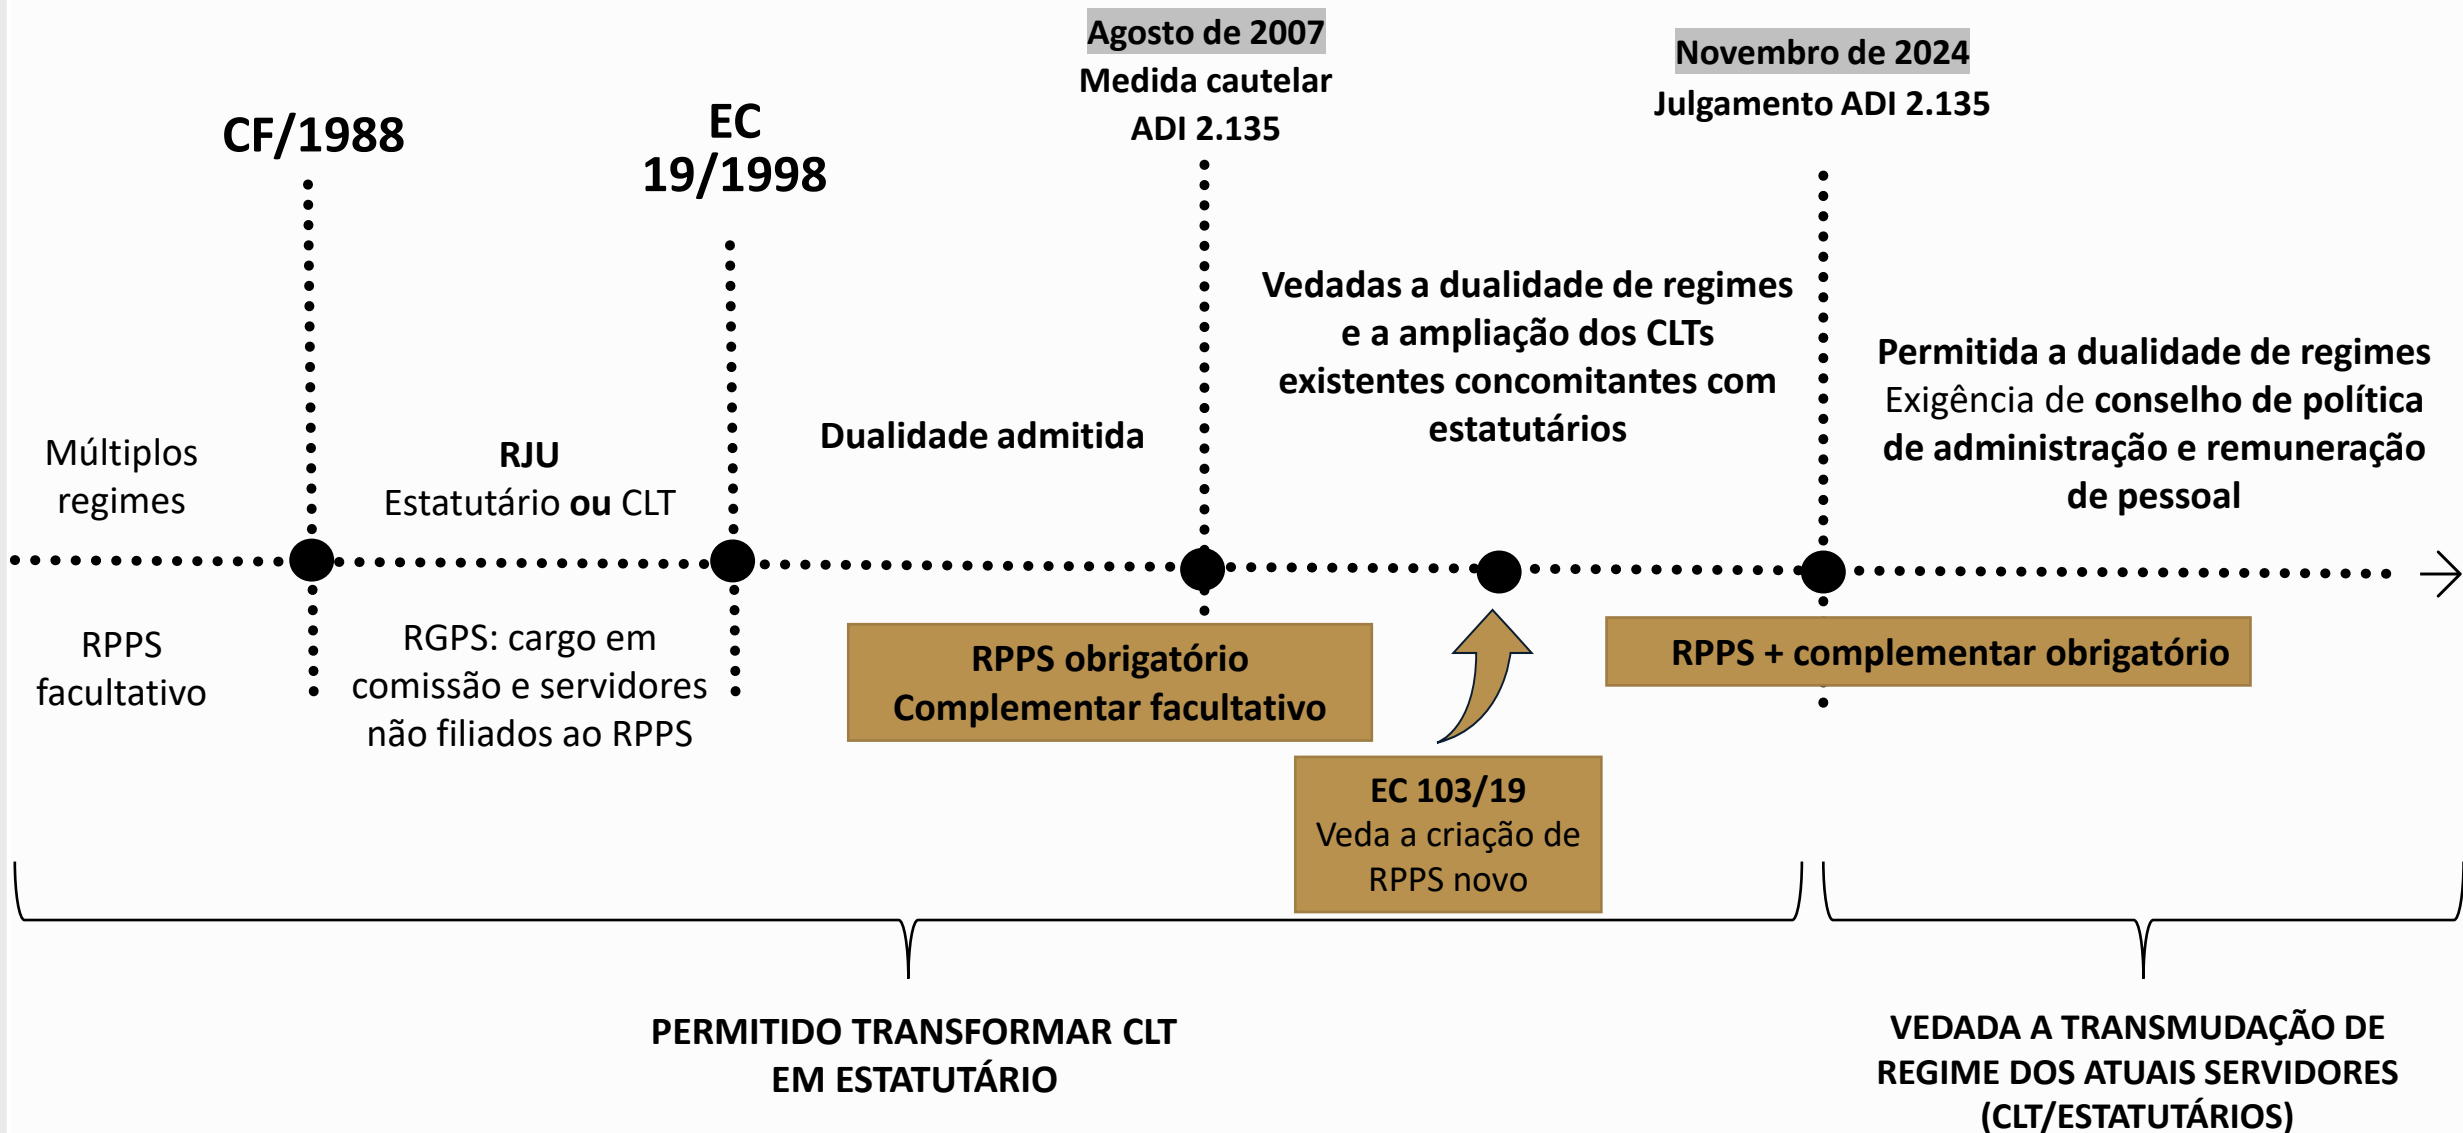 CF/1988
EC
19/1998
Agosto de 2007
Medida cautelar
ADI 2.135
Novembro de 2024
Julgamento ADI 2.135
Múltiplos
regimes
RJU
Estatutário ou CLT
Dualidade admitida
Vedadas a dualidade de regimes
e a ampliação dos CLTs
existentes concomitantes com
estatutários
Permitida a dualidade de regimes
Exigência de conselho de política
de administração e remuneração
de pessoal
RPPS
facultativo
RGPS: cargo em
comissão e servidores
não filiados ao RPPS
RPPS obrigatório
Complementar facultativo
EC 103/19
Veda a criação de
RPPS novo
RPPS + complementar obrigatório
PERMITIDO TRANSFORMAR CLT
EM ESTATUTÁRIO
VEDADA A TRANSMUDAÇÃO DE
REGIME DOS ATUAIS SERVIDORES
(CLT/ESTATUTÁRIOS)